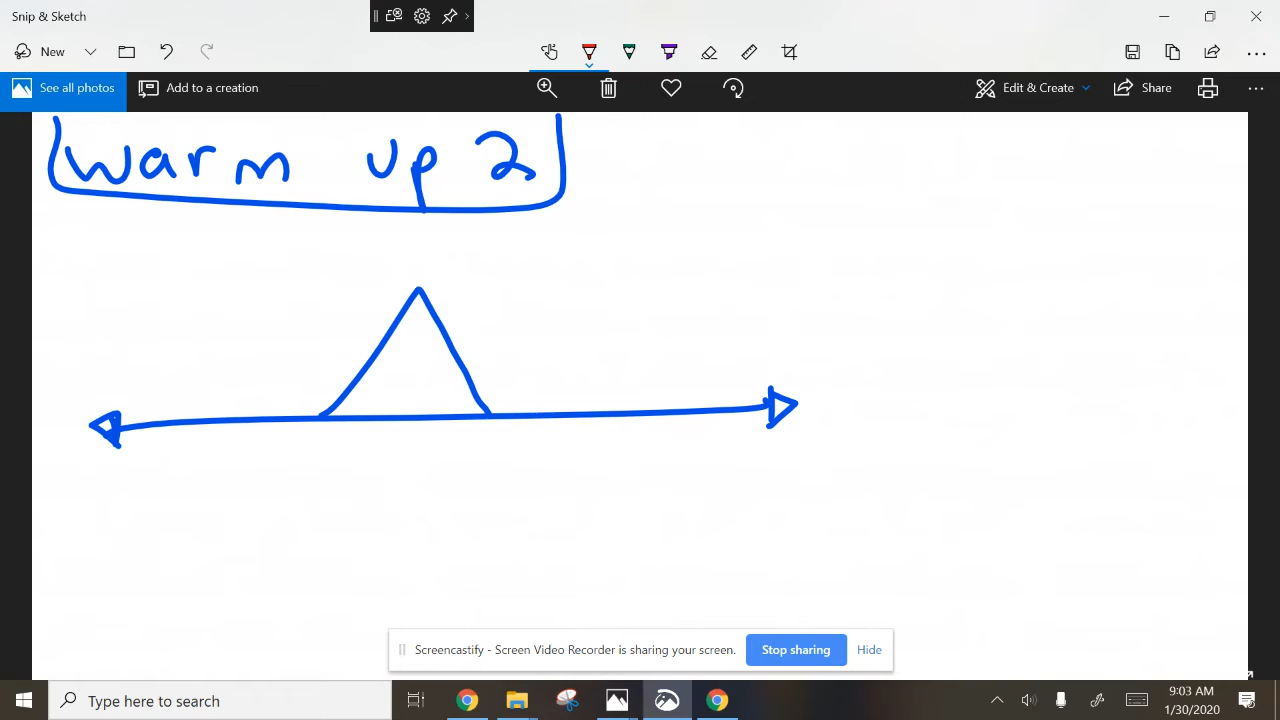 Snip & Sketch
New
See all photos
Add to a creation
Edit & Create
Share
Warm up 2
Screencastify - Screen Video Recorder is sharing your screen.
Stop sharing
Hide
Type here to search
9:03 AM
1/30/2020